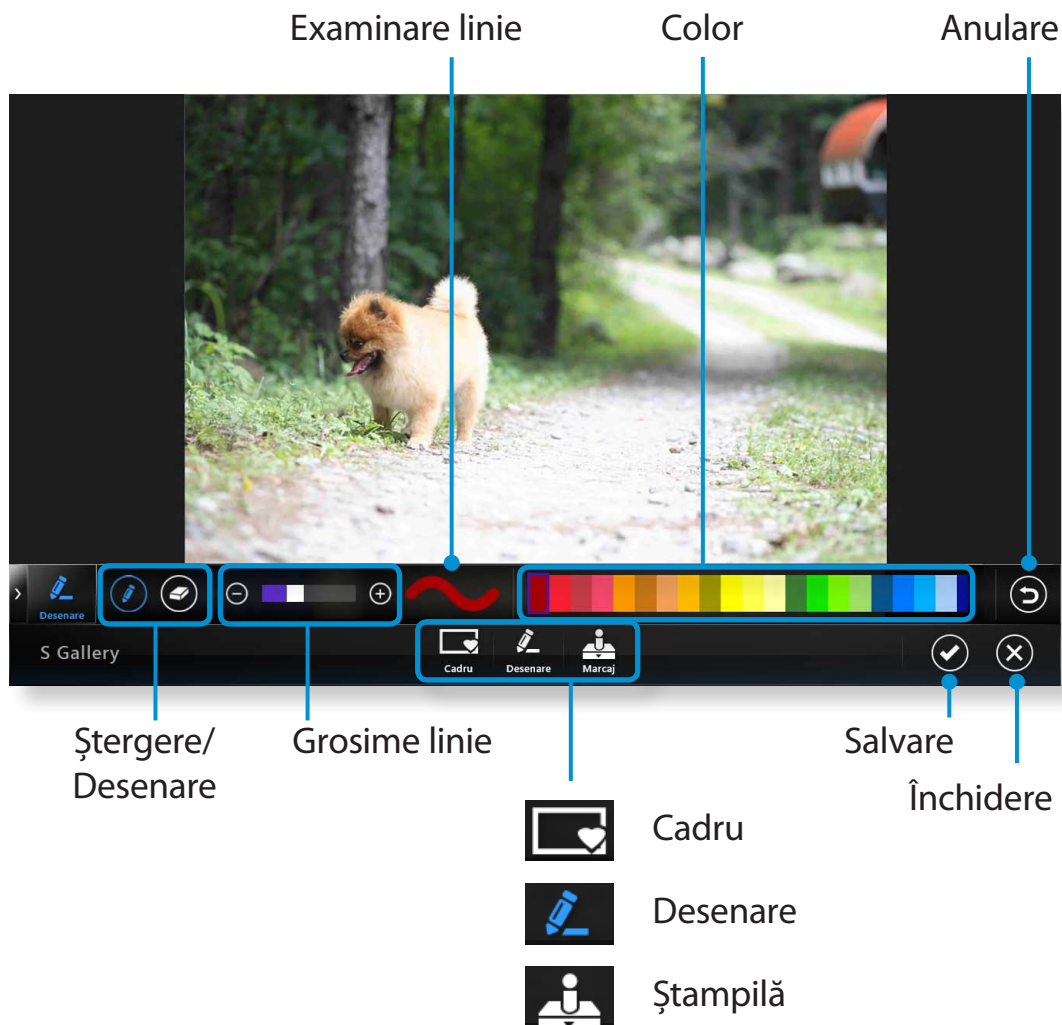 Examinare linie
Color
Anulare
Desenare
S Gallery
Cadru
Desenare
Marcaj
Ștergere/
Desenare
Grosime linie
Salvare
Închidere
Cadru
Desenare
Ștampilă